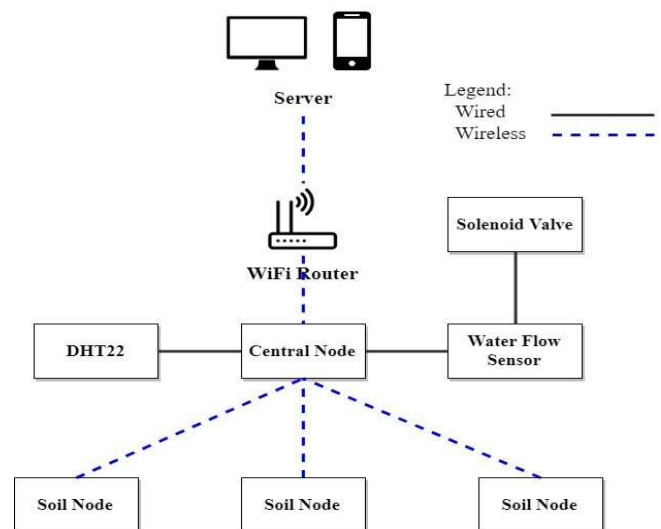 Server
Legend:
Wired
Wireless
Solenoid Valve
WiFi Router
DHT22
Central Node
Water Flow
Sensor
Soil Node
Soil Node
Soil Node